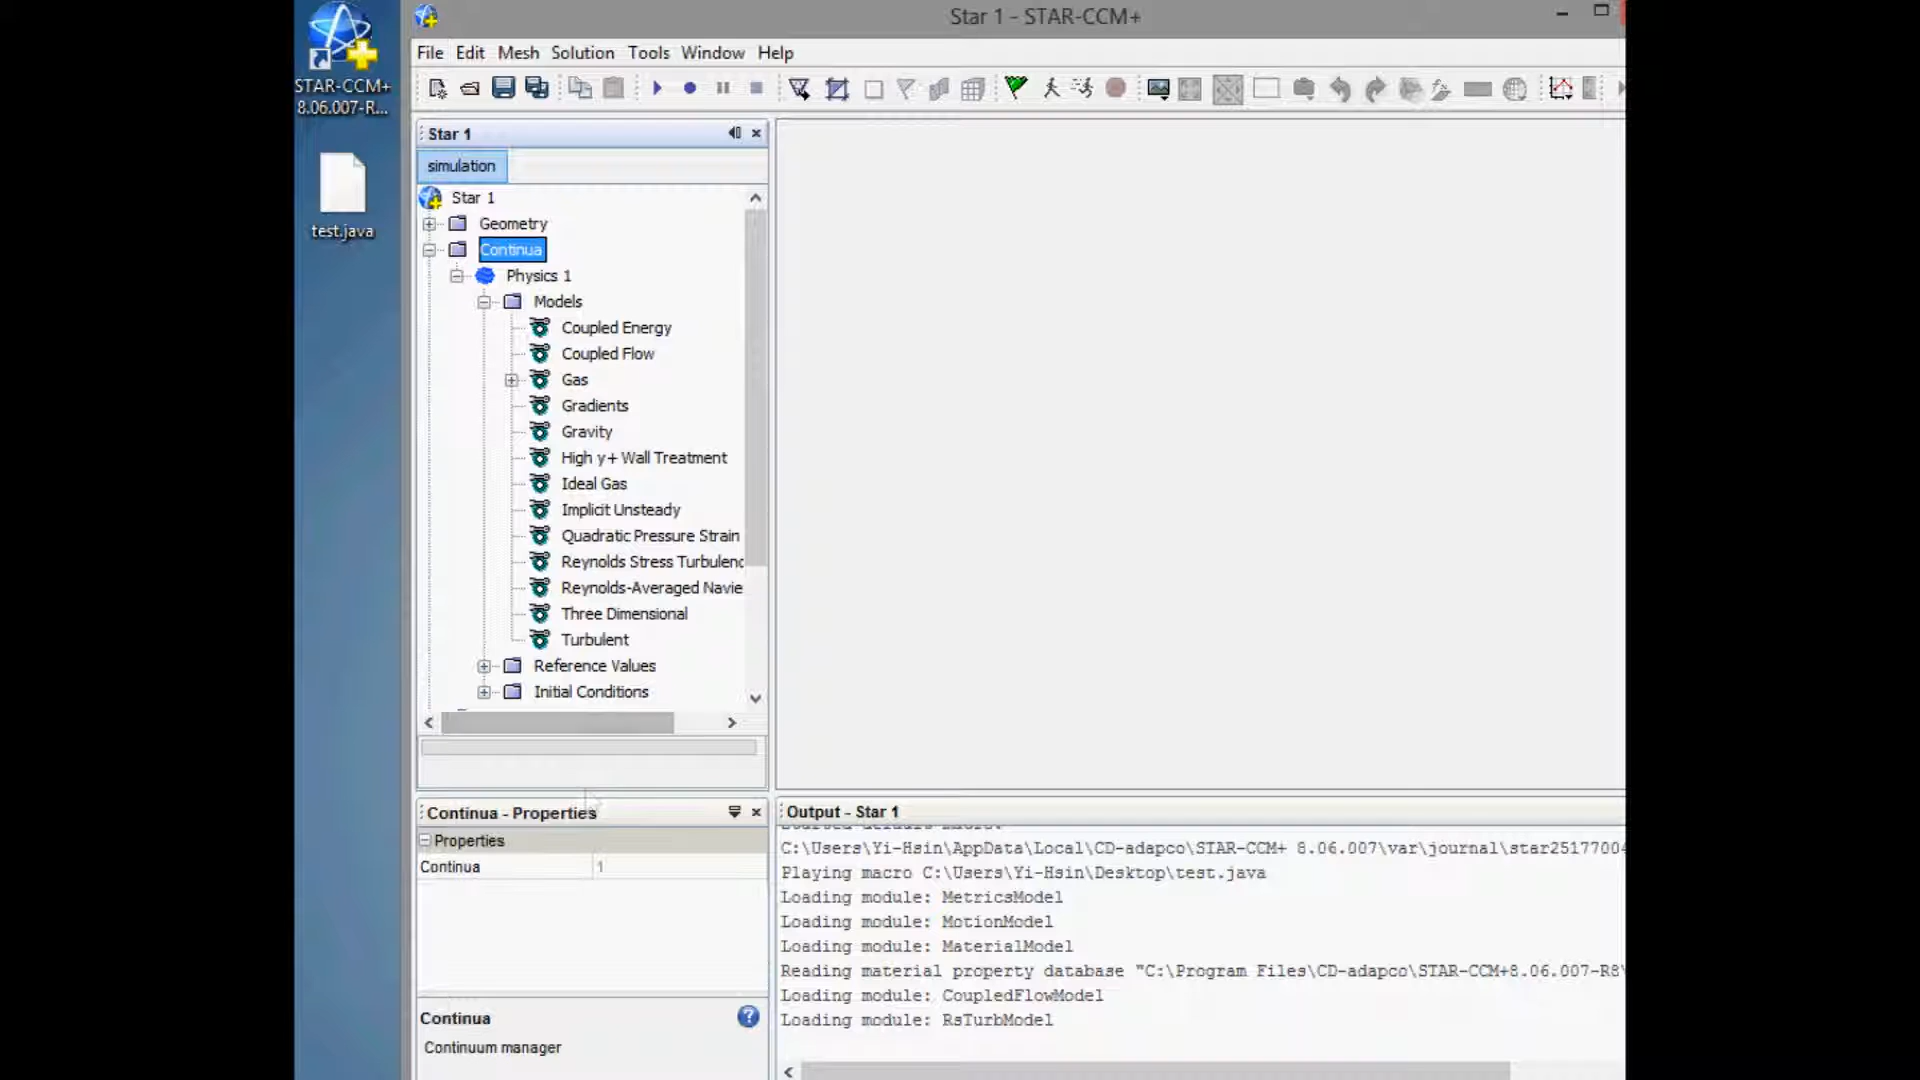 STAR-CCM+
8.06.007-R...
test.java
Star 1 - STAR-CCM+
File Edit Mesh Solution Tools Window Help
Star 1
simulation
Star 1
Geometry
Continua
Physics 1
Models
Coupled Energy
Coupled Flow
Gas
Gradients
Gravity
High y+ Wall Treatment
Ideal Gas
Implicit Unsteady
Quadratic Pressure Strain
Reynolds Stress Turbulenc
Reynolds-Averaged Navie
Three Dimensional
Turbulent
Reference Values
Initial Conditions
Continua - Properties
Properties
Continua 1
Continua
Continuum manager
Output - Star 1
C:\Users\Yi-Hsin\AppData\Local\CD-adapco\STAR-CCM+ 8.06.007\var\journal\star25177004
Playing macro C:\Users\Yi-Hsin\Desktop\test.java
Loading module: MetricsModel
Loading module: MotionModel
Loading module: MaterialModel
Reading material property database "C:\Program Files\CD-adapco\STAR-CCM+8.06.007-R8\
Loading module: CoupledFlowModel
Loading module: RsTurbModel